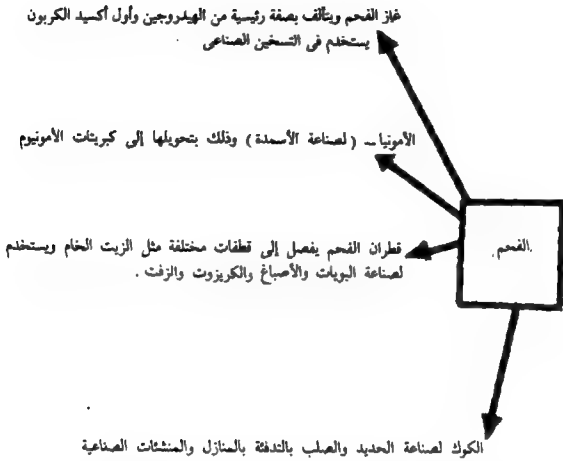 غاز الفحم ويتألف بصفة رئيسية من الهيدروجين وأول أكسيد الكربون
يستخدم فى التسخين الصناعى
الأمونيا – ( لصناعة الأسمدة ) وذلك بتحويلها إلى كبريتات الأمونيوم
الفحم
قطران الفحم يفصل إلى قطفات مختلفة مثل الزيت الخام ويستخدم
لصناعة البويات والأصباغ والكريزوت والزفت .
الكوك لصناعة الحديد والصلب بالتدفئة بالمنازل والمنشئات الصناعية